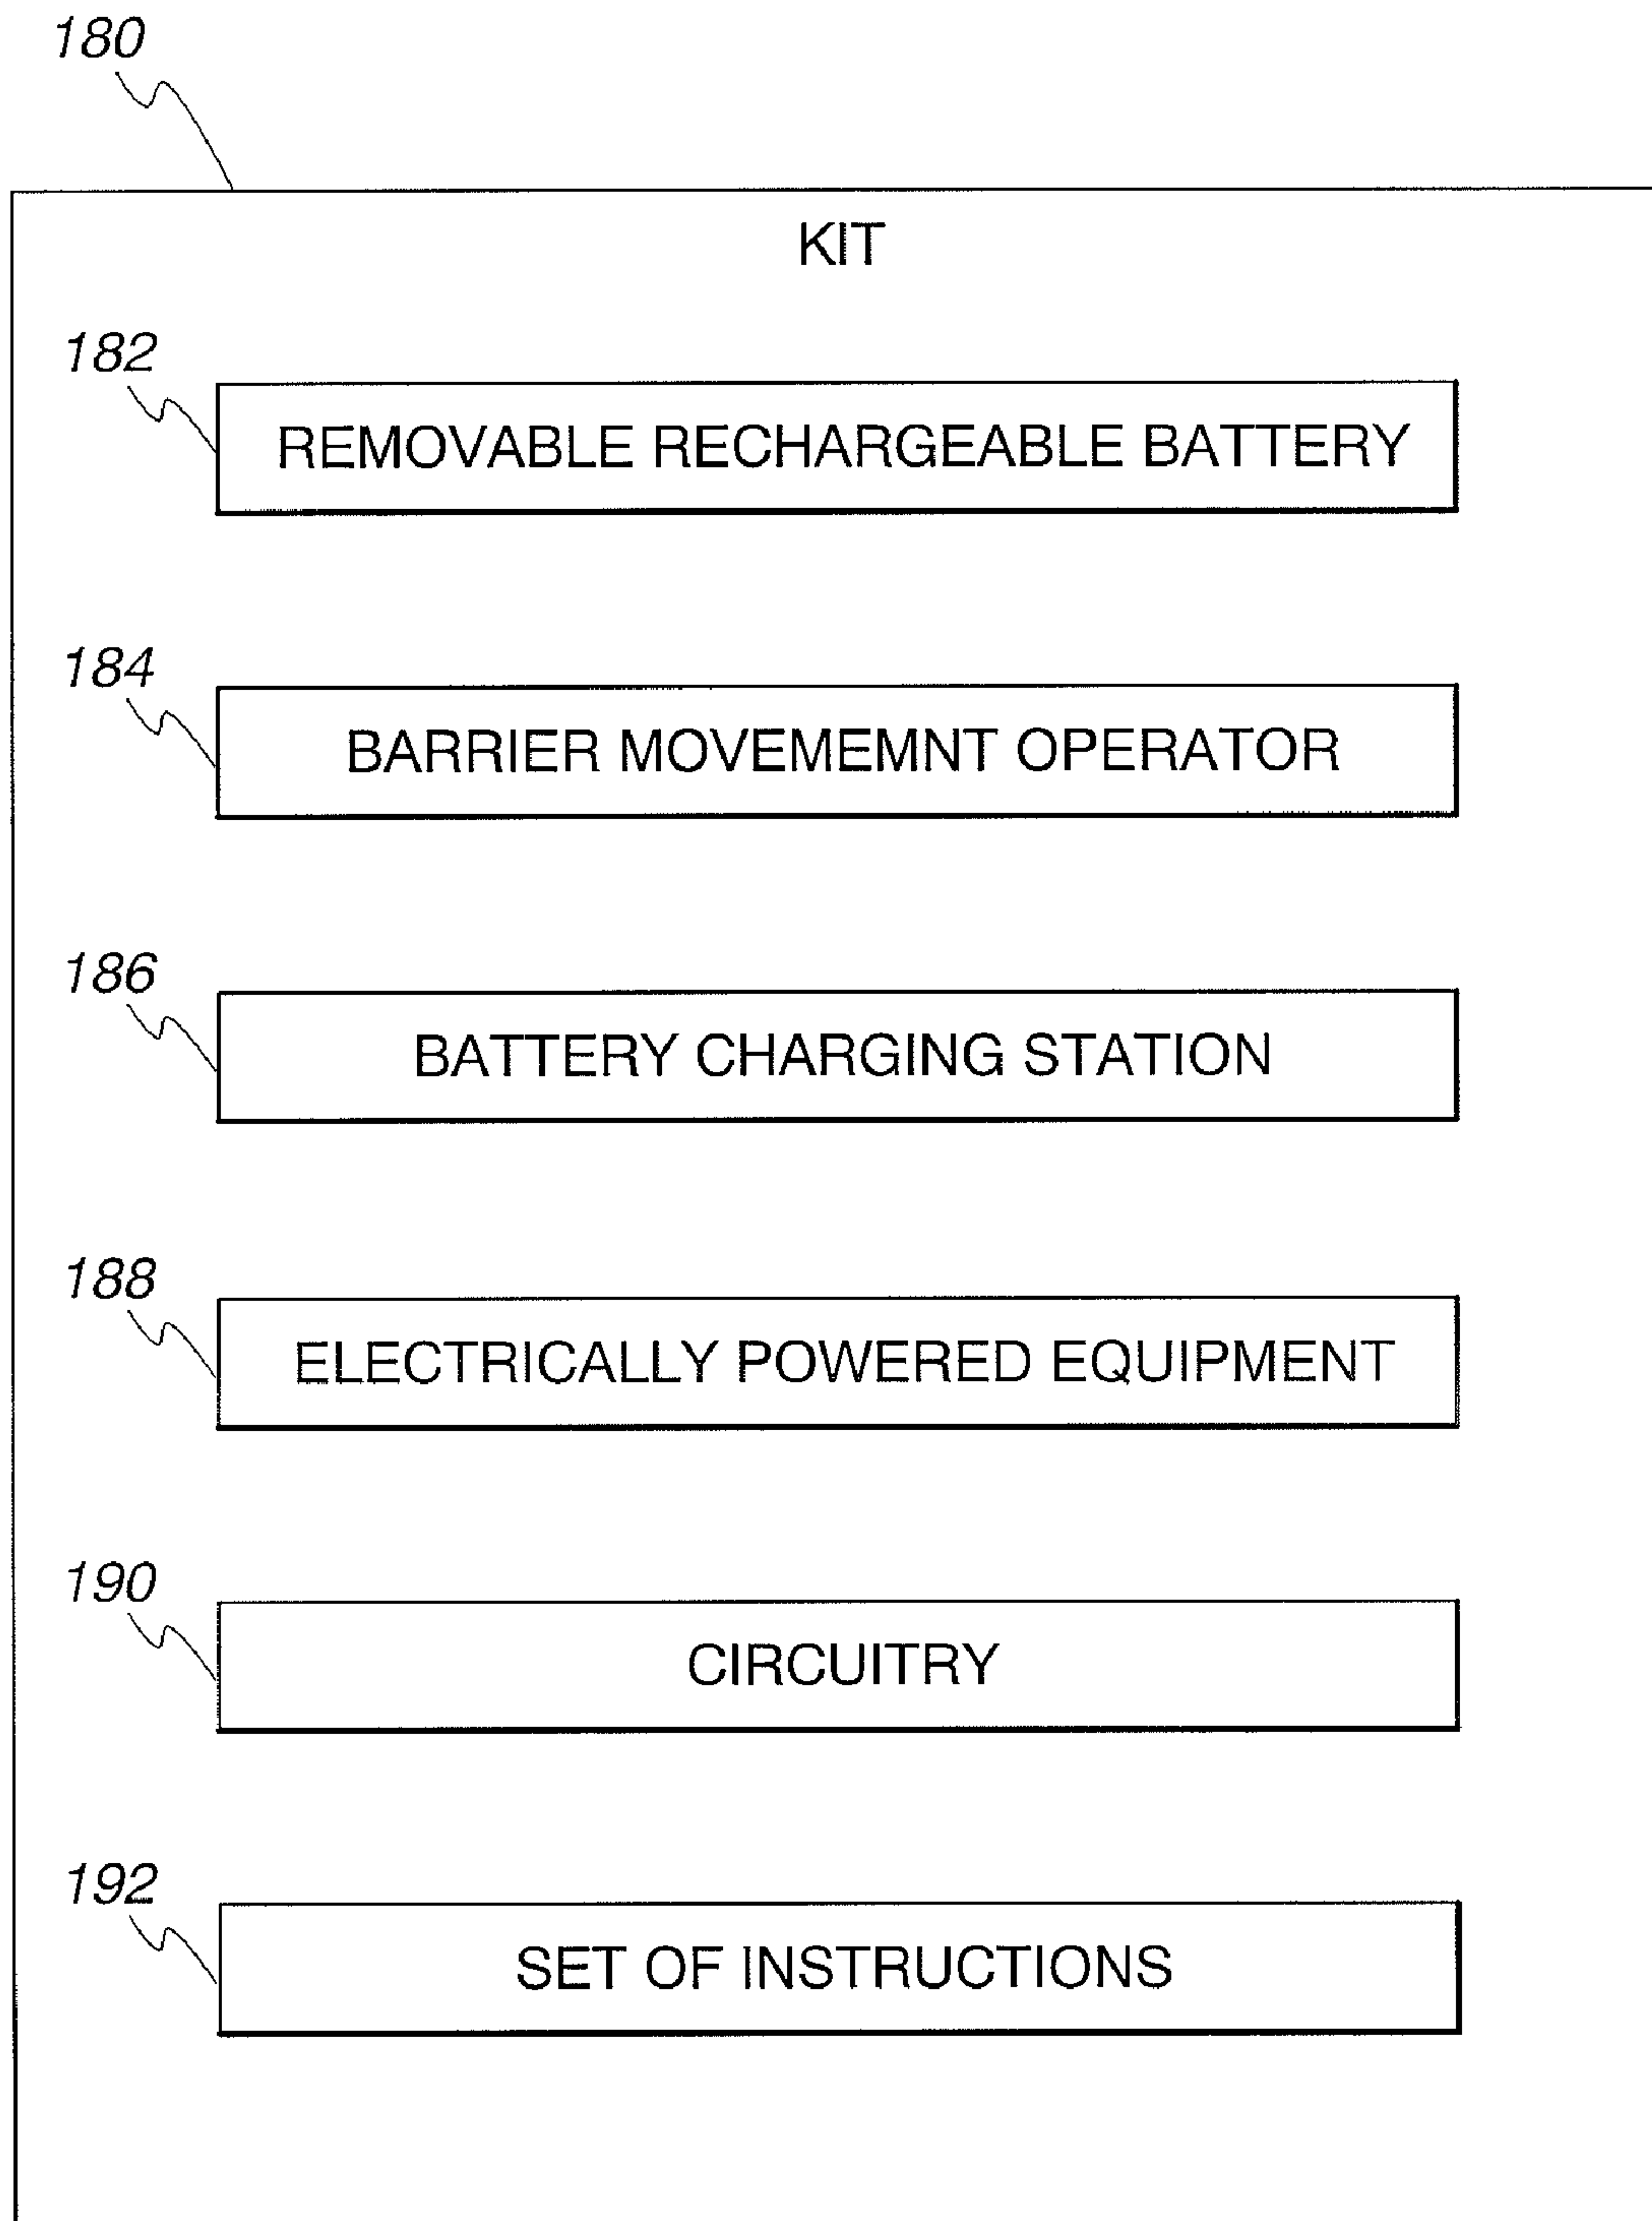 180
KIT
182
REMOVABLE RECHARGEABLE BATTERY
184
BARRIER MOVEMEMNT OPERATOR
186
BATTERY CHARGING STATION
188
ELECTRICALLY POWERED EQUIPMENT
190
CIRCUITRY
192
SET OF INSTRUCTIONS